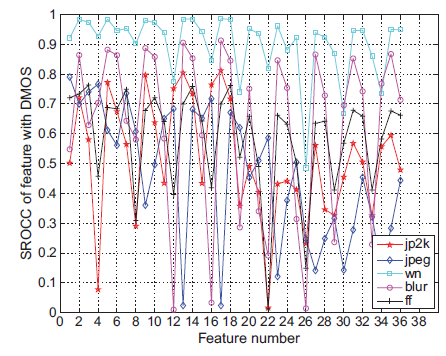 1
0.9
0.8
0.7
0.6
0.5
0.4
0.3
0.2
0.1
0
SROCC of feature with DMOS
jp2k
jpeg
wn
blur
ff
0 2 4 6 8 10 12 14 16 18 20 22 24 26 28 30 32 34 36 38
Feature number